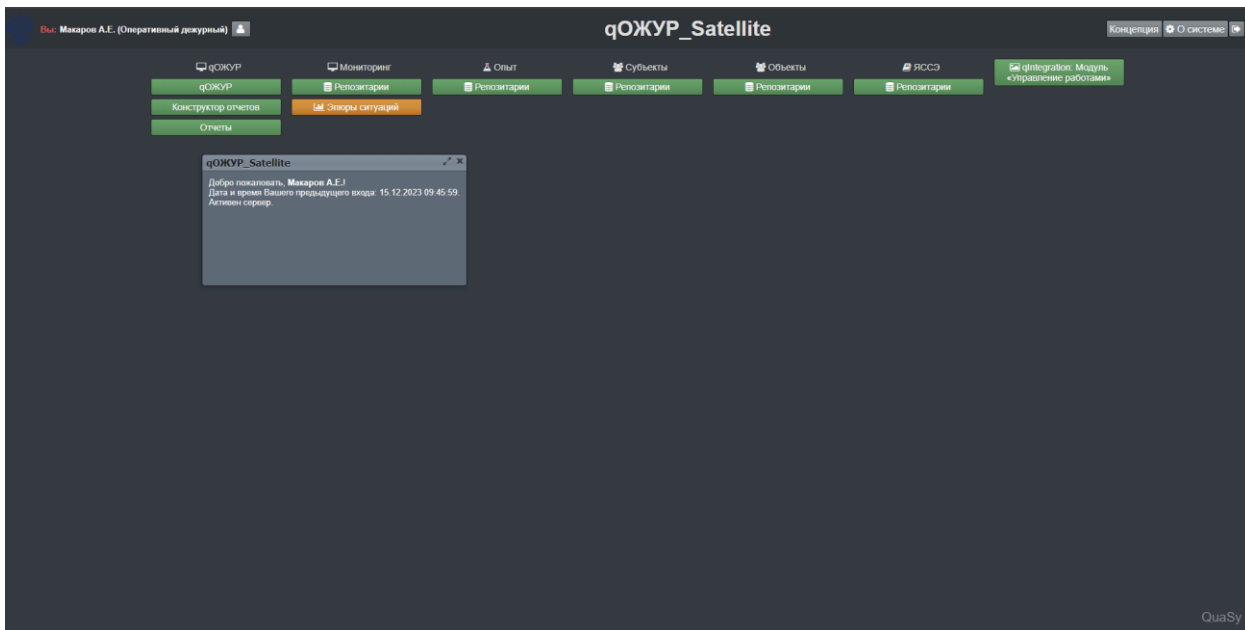 Вы: Макаров А.Е. (Оперативный дежурный)
qОЖУР_Satellite
Концепция О системе
qОЖУР Мониторинг Опыт Субъекты Объекты ЯССЭ qIntegration: Модуль «Управление работами»
qОЖУР Репозитарии Репозитарии Репозитарии Репозитарии Репозитарии
Конструктор отчетов Эпюры ситуаций
Отчеты
qОЖУР_Satellite
Добро пожаловать, Макаров А.Е.!
Дата и время Вашего предыдущего входа: 15.12.2023 09:45:59.
Активен сервер.
QuaSy